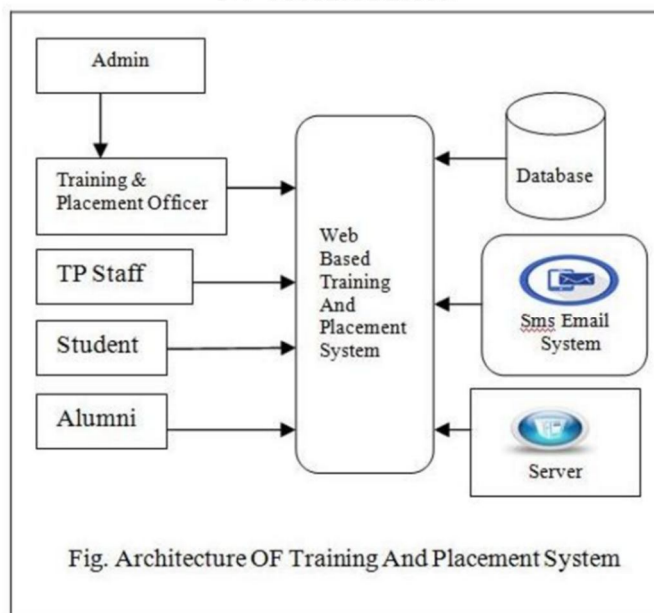 Admin
Training &
Placement Officer
TP Staff
Student
Alumni
Web
Based
Training
And
Placement
System
Database
Sms Email
System
Server
Fig. Architecture OF Training And Placement System